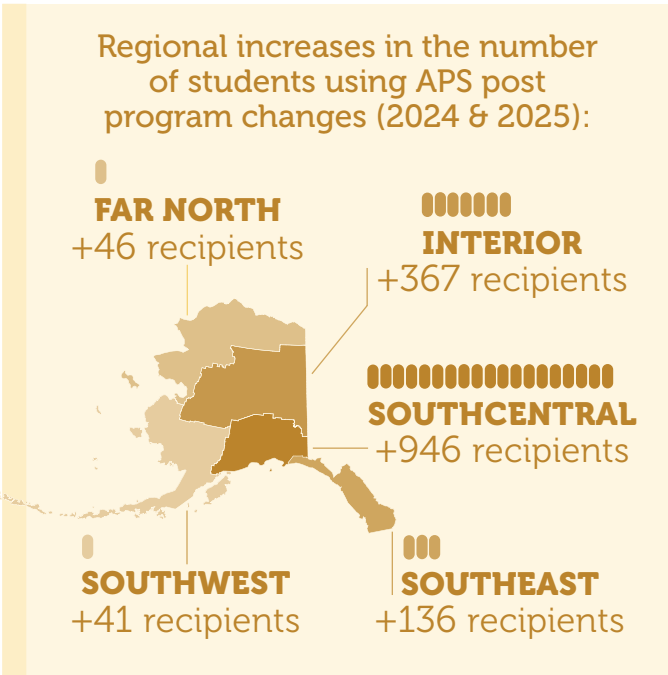 Regional increases in the number
of students using APS post
program changes (2024 & 2025):
FAR NORTH
+46 recipients
INTERIOR
+367 recipients
SOUTHCENTRAL
+946 recipients
SOUTHWEST
+41 recipients
SOUTHEAST
+136 recipients